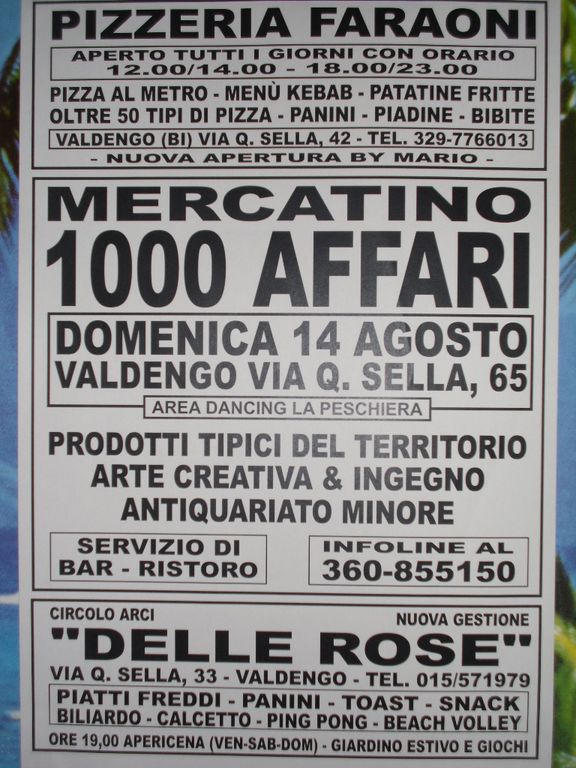 PIZZERIA FARAONI
APERTO TUTTI I GIORNI CON ORARIO
12.00/14.00 - 18.00/23.00
PIZZA AL METRO - MENÙ KEBAB - PATATINE FRITTE
OLTRE 50 TIPI DI PIZZA - PANINI - PIADINE - BIBITE
VALDENGO (BI) VIA Q. SELLA, 42 - TEL. 329-7766013
- NUOVA APERTURA BY MARIO -
MERCATINO
1000 AFFARI
DOMENICA 14 AGOSTO
VALDENGO VIA Q. SELLA, 65
AREA DANCING LA PESCHIERA
PRODOTTI TIPICI DEL TERRITORIO
ARTE CREATIVA & INGEGNO
ANTIQUARIATO MINORE
SERVIZIO DI
BAR - RISTORO
INFOLINE AL
360-855150
CIRCOLO ARCI
NUOVA GESTIONE
"DELLE ROSE"
VIA Q. SELLA, 33 - VALDENGO - TEL. 015/571979
PIATTI FREDDI - PANINI - TOAST - SNACK
BILIARDO - CALCETTO - PING PONG - BEACH VOLLEY
ORE 19,00 APERICENA (VEN-SAB-DOM) - GIARDINO ESTIVO E GIOCHI